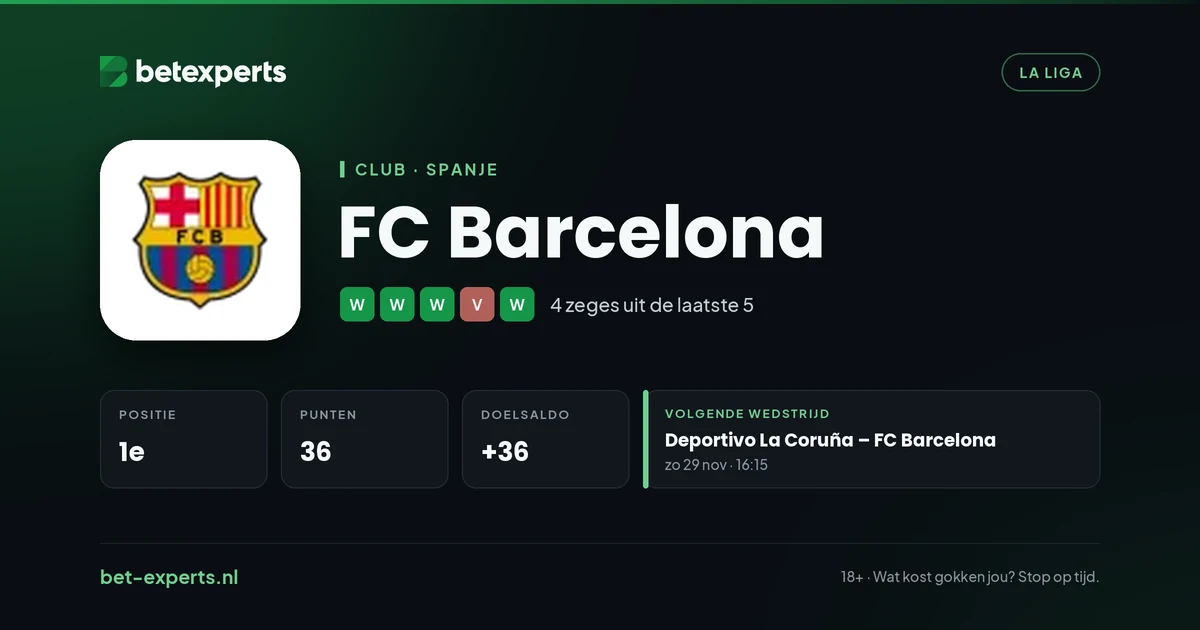 betexperts
LA LIGA
CLUB · SPANJE
FC Barcelona
FCB
W W W V W 4 zeges uit de laatste 5
POSITIE
1e
PUNTEN
36
DOELSALDO
+36
VOLGENDE WEDSTRIJD
Deportivo La Coruña – FC Barcelona
zo 29 nov · 16:15
bet-experts.nl
18+ · Wat kost gokken jou? Stop op tijd.